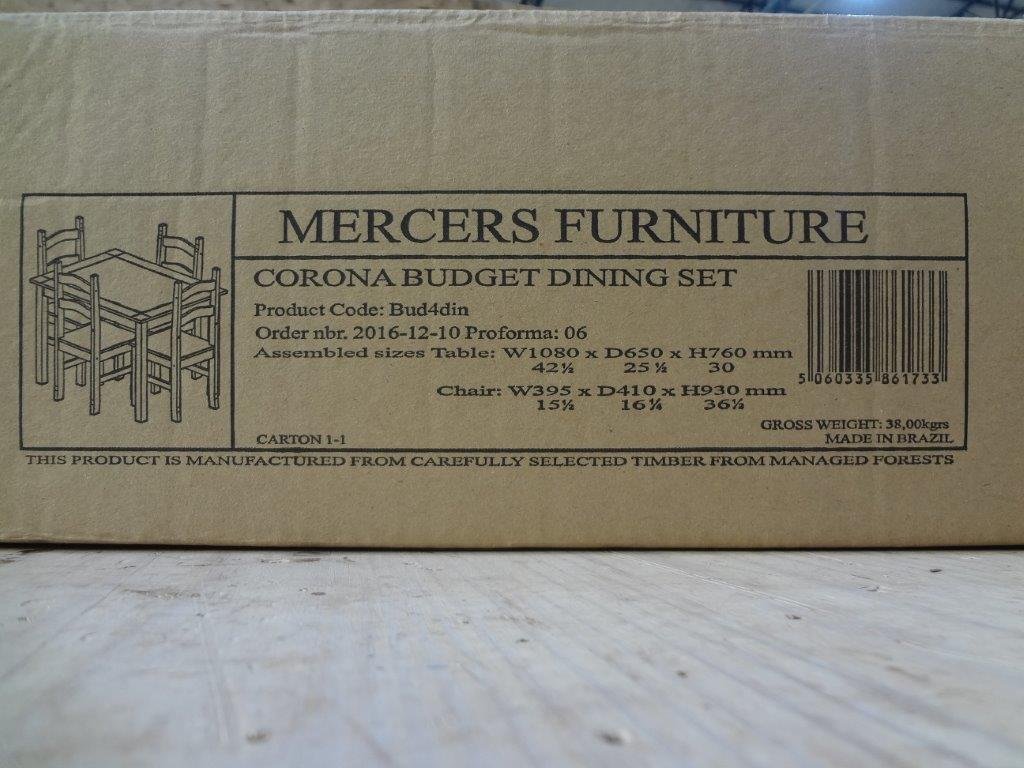 MERCERS FURNITURE
CORONA BUDGET DINING SET
Product Code: Bud4din
Order nbr. 2016-12-10 Proforma: 06
Assembled sizes Table: W1080 x D650 x H760 mm
42½ 25½ 30
Chair: W395 x D410 x H930 mm
15½ 16¼ 36½
5 060335 861733
GROSS WEIGHT: 38,00kgrs
CARTON 1-1
MADE IN BRAZIL
THIS PRODUCT IS MANUFACTURED FROM CAREFULLY SELECTED TIMBER FROM MANAGED FORESTS